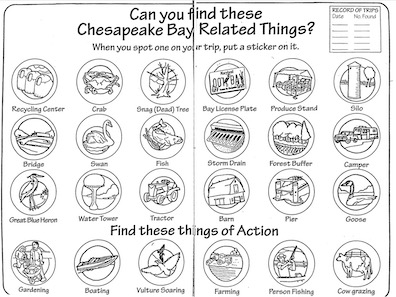 Can you find these
Chesapeake Bay Related Things?
When you spot one on your trip, put a sticker on it.
RECORD OF TRIPS
Date No. Found
Recycling Center Crab Snag (Dead) Tree Bay License Plate Produce Stand Silo
Bridge Swan Fish Storm Drain Forest Buffer Camper
Great Blue Heron Water Tower Tractor Barn Pier Goose
Find these things of Action
Gardening Boating Vulture Soaring Farming Person Fishing Cow grazing